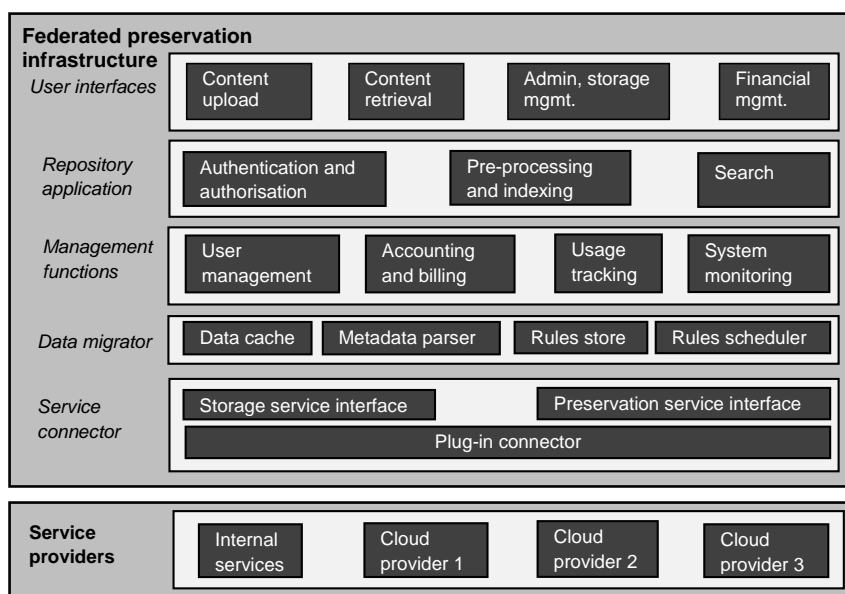 Federated preservation
infrastructure
User interfaces
Content
upload
Content
retrieval
Admin, storage
mgmt.
Financial
mgmt.
Repository
application
Authentication and
authorisation
Pre-processing
and indexing
Search
Management
functions
User
management
Accounting
and billing
Usage
tracking
System
monitoring
Data migrator
Data cache
Metadata parser
Rules store
Rules scheduler
Service
connector
Storage service interface
Preservation service interface
Plug-in connector
Service
providers
Internal
services
Cloud
provider 1
Cloud
provider 2
Cloud
provider 3